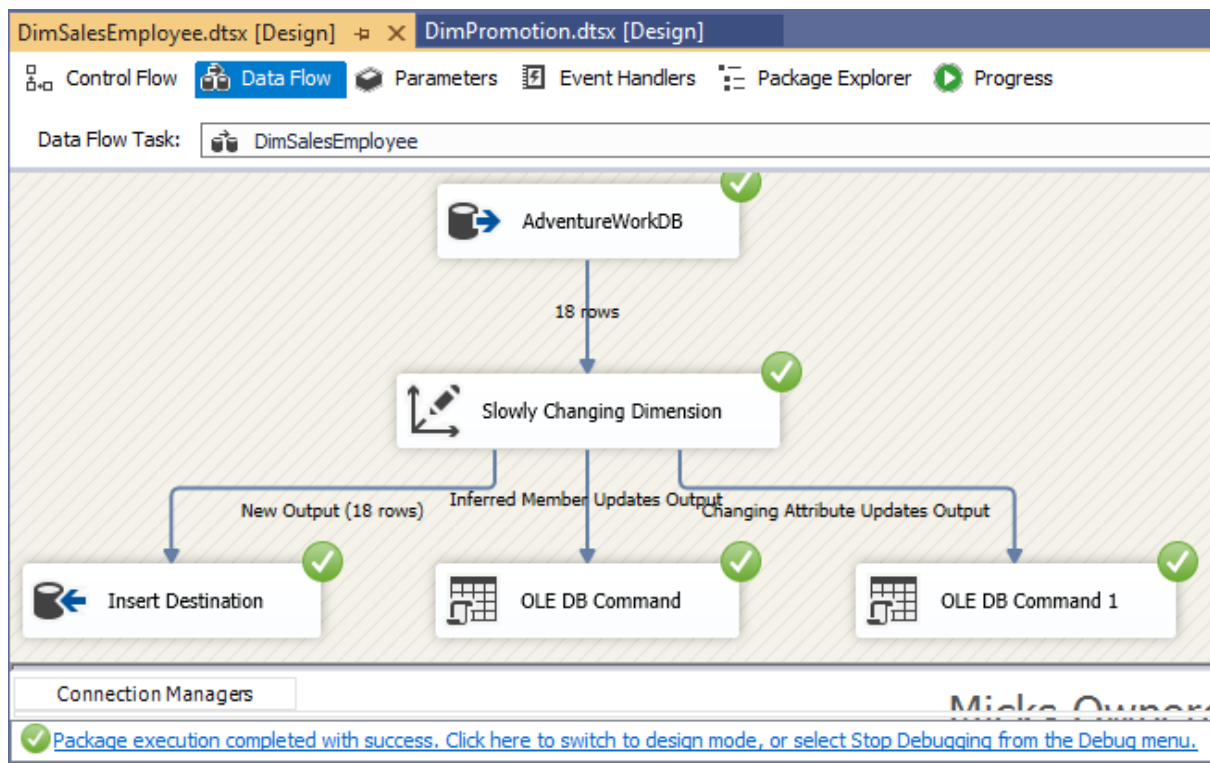 DimSalesEmployee.dtsx [Design] DimPromotion.dtsx [Design]
Control Flow Data Flow Parameters Event Handlers Package Explorer Progress
Data Flow Task: DimSalesEmployee
AdventureWorkDB
18 rows
Slowly Changing Dimension
New Output (18 rows) Inferred Member Updates Output Changing Attribute Updates Output
Insert Destination OLE DB Command OLE DB Command 1
Connection Managers
Package execution completed with success. Click here to switch to design mode, or select Stop Debugging from the Debug menu.